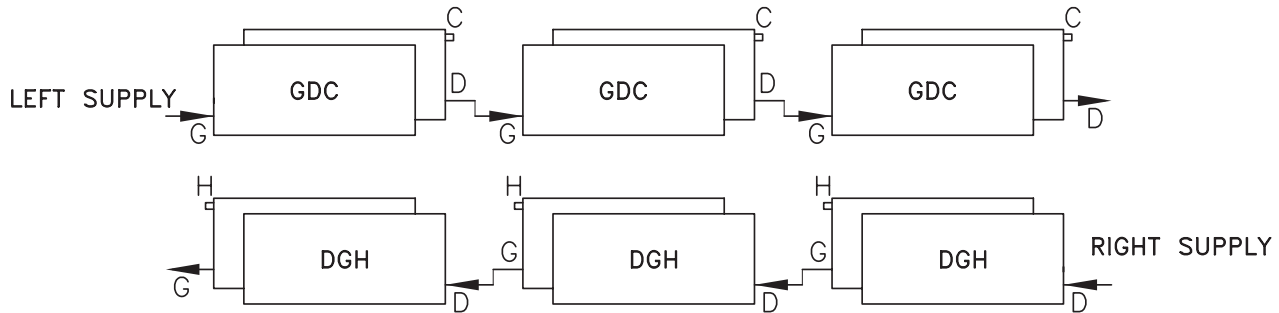 C C C
D D
GDC GDC GDC
LEFT SUPPLY
G G G D
H H H
DGH DGH DGH
G G
RIGHT SUPPLY
G D D D